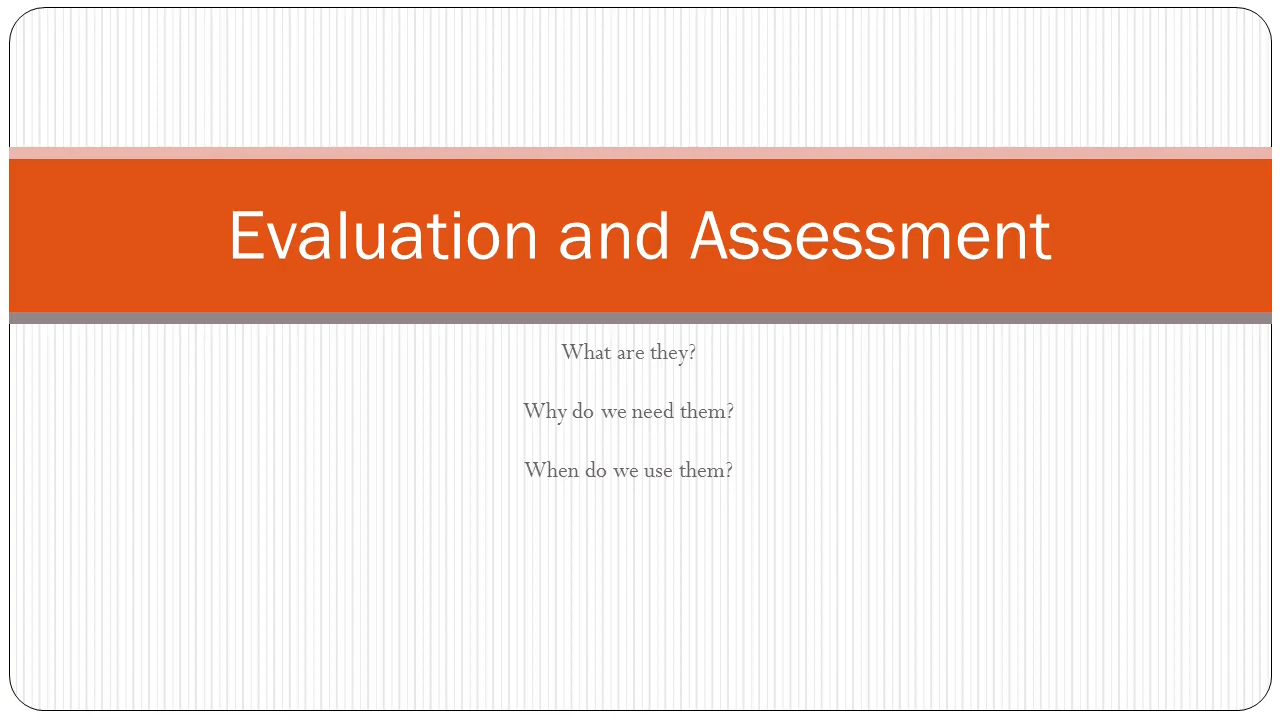 Evaluation and Assessment
What are they?
Why do we need them?
When do we use them?